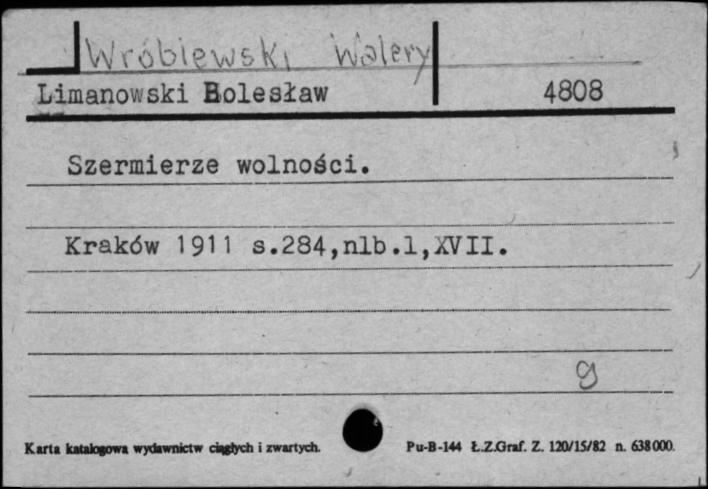 Wróblewski Walery
Limanowski Bolesław 4808
Szermierze wolności.
Kraków 1911 s.284,nlb.1,XVII.
g
Karta katalogowa wydawnictw ciągłych i zwartych. Pu-B-144 Ł.Z.Graf. Z. 120/15/82 n. 638000.